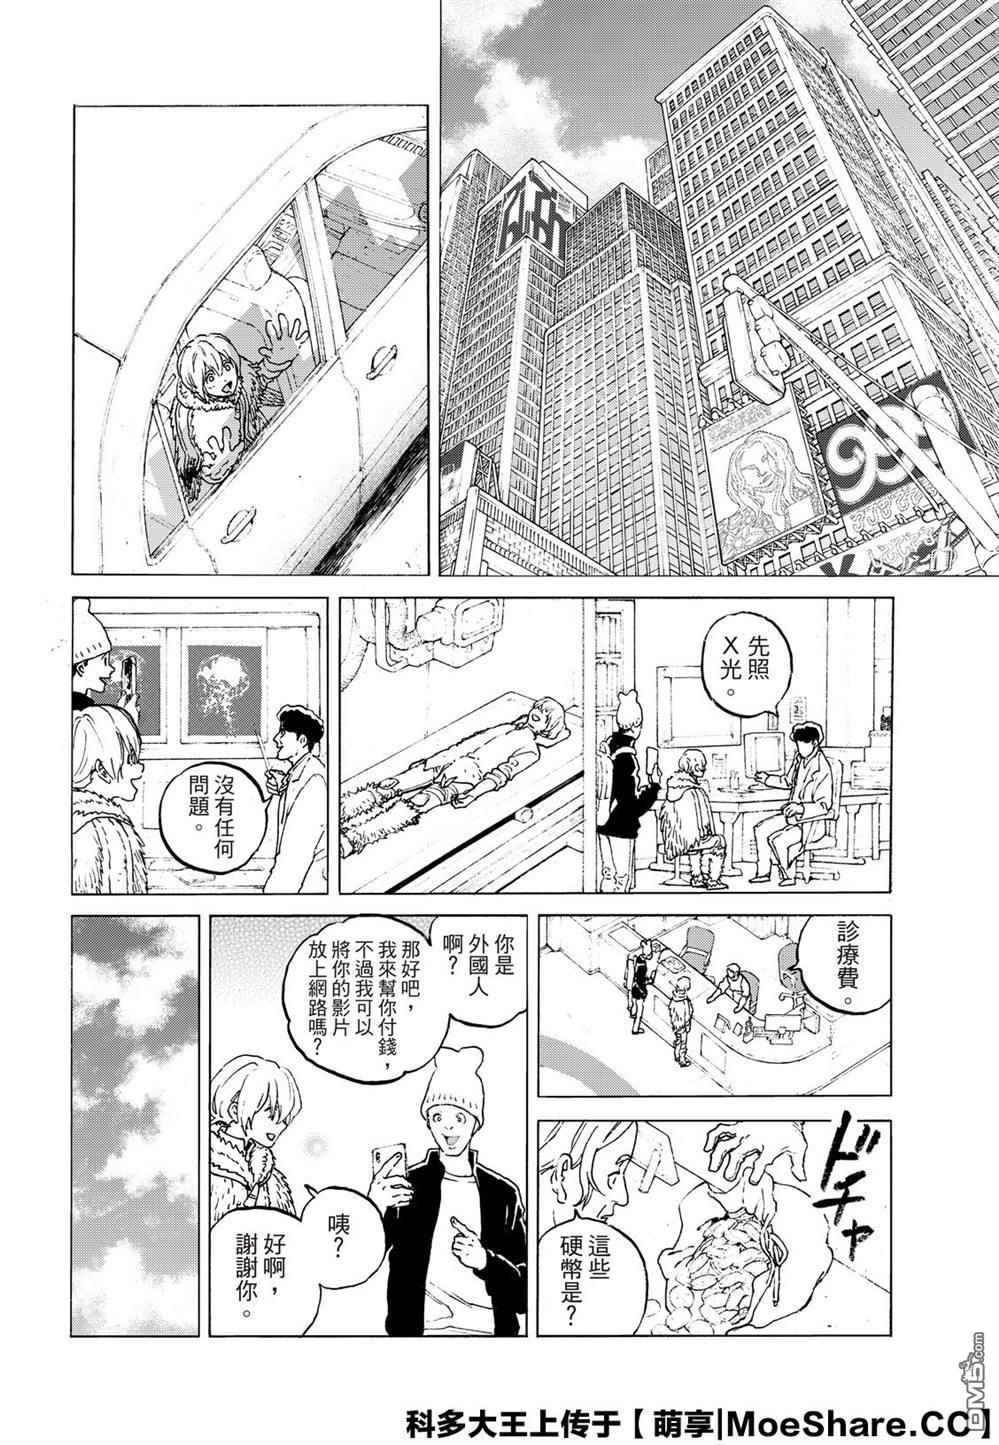 先照
X光。
沒有任何
問題。
診療費。
這些
硬幣是?
ドチャ
你是
外國人
啊?
那好吧，
我來幫你付錢，
不過我可以
將你的影片
放上網路嗎?
咦?
好啊，
謝謝你。
科多大王上传于【萌享|MoeShare.CC】
DM5.com